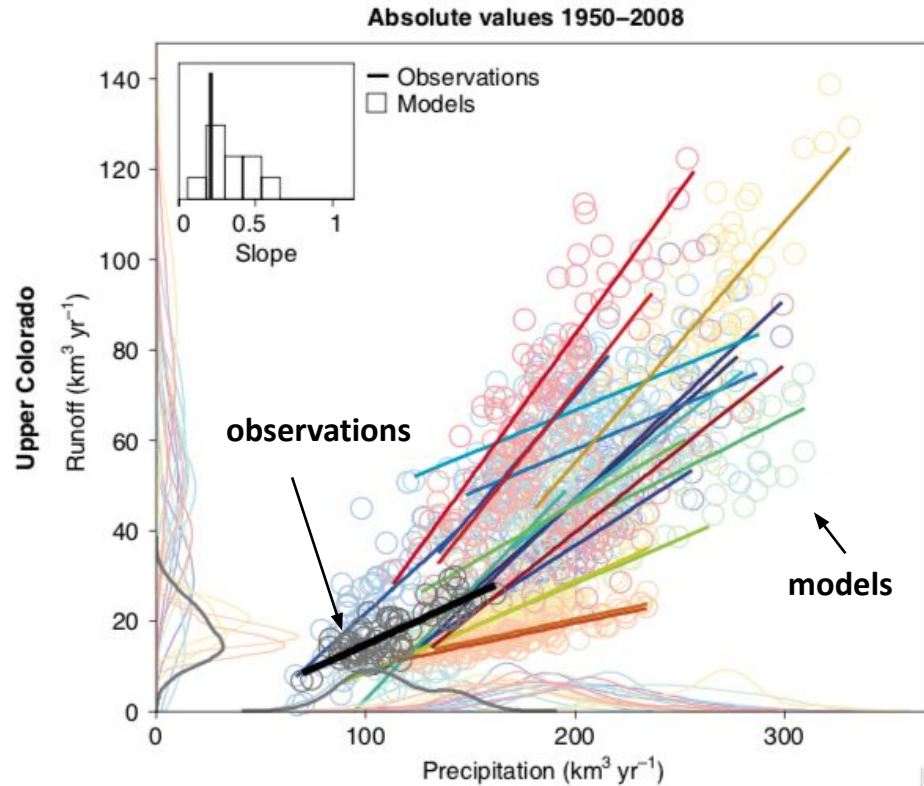 Absolute values 1950–2008
Upper Colorado
Runoff (km³ yr⁻¹)
140
120
100
80
60
40
20
0
Observations
Models
0 0.5 1
Slope
observations
models
0 100 200 300
Precipitation (km³ yr⁻¹)